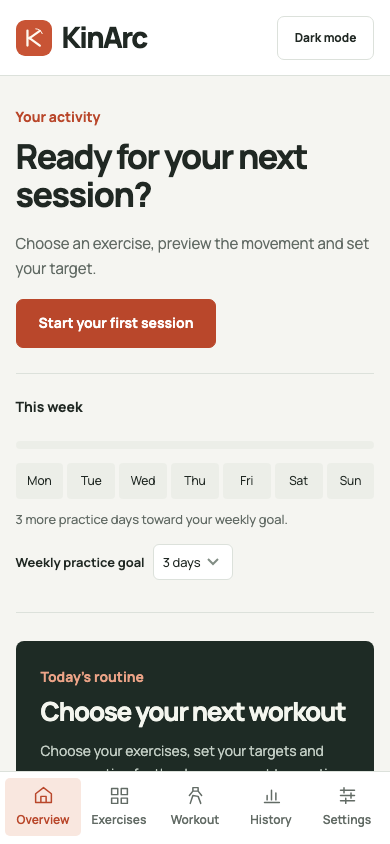 KinArc
Dark mode
Your activity
Ready for your next
session?
Choose an exercise, preview the movement and set
your target.
Start your first session
This week
Mon Tue Wed Thu Fri Sat Sun
3 more practice days toward your weekly goal.
Weekly practice goal 3 days
Today's routine
Choose your next workout
Choose your exercises, set your targets and
Overview Exercises Workout History Settings